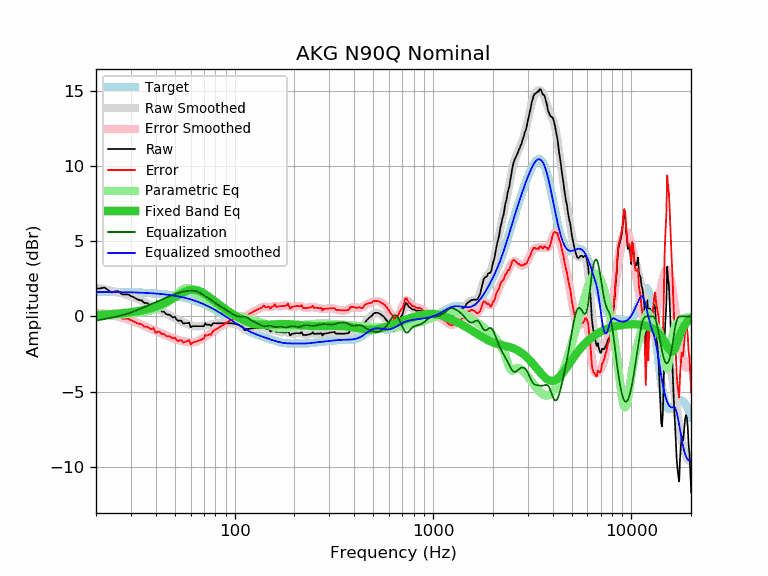 AKG N90Q Nominal
Target
Raw Smoothed
Error Smoothed
Raw
Error
Parametric Eq
Fixed Band Eq
Equalization
Equalized smoothed
15
10
5
0
−5
−10
Amplitude (dBr)
100
1000
10000
Frequency (Hz)